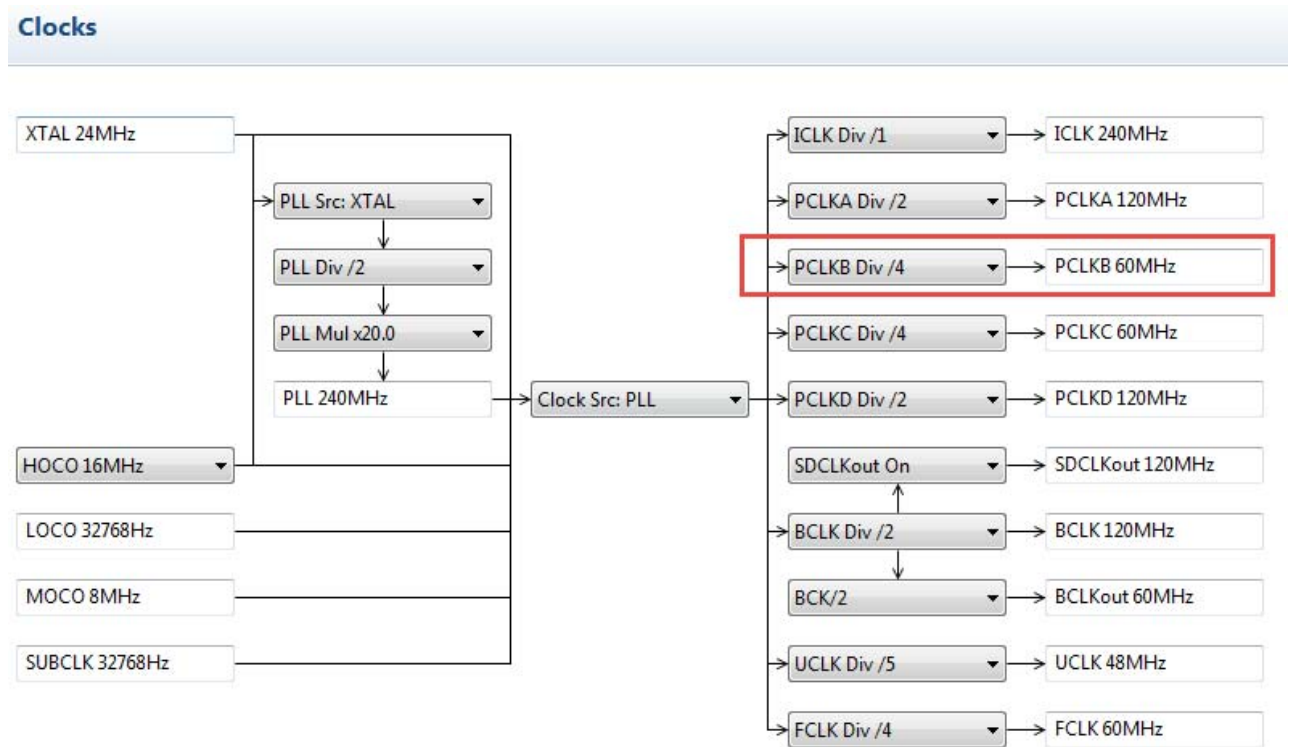 Clocks
XTAL 24MHz
ICLK Div /1
ICLK 240MHz
PLL Src: XTAL
PCLKA Div /2
PCLKA 120MHz
PLL Div /2
PCLKB Div /4
PCLKB 60MHz
PLL Mul x20.0
PCLKC Div /4
PCLKC 60MHz
PLL 240MHz
Clock Src: PLL
PCLKD Div /2
PCLKD 120MHz
HOCO 16MHz
SDCLKout On
SDCLKout 120MHz
LOCO 32768Hz
BCLK Div /2
BCLK 120MHz
MOCO 8MHz
BCK/2
BCLKout 60MHz
SUBCLK 32768Hz
UCLK Div /5
UCLK 48MHz
FCLK Div /4
FCLK 60MHz